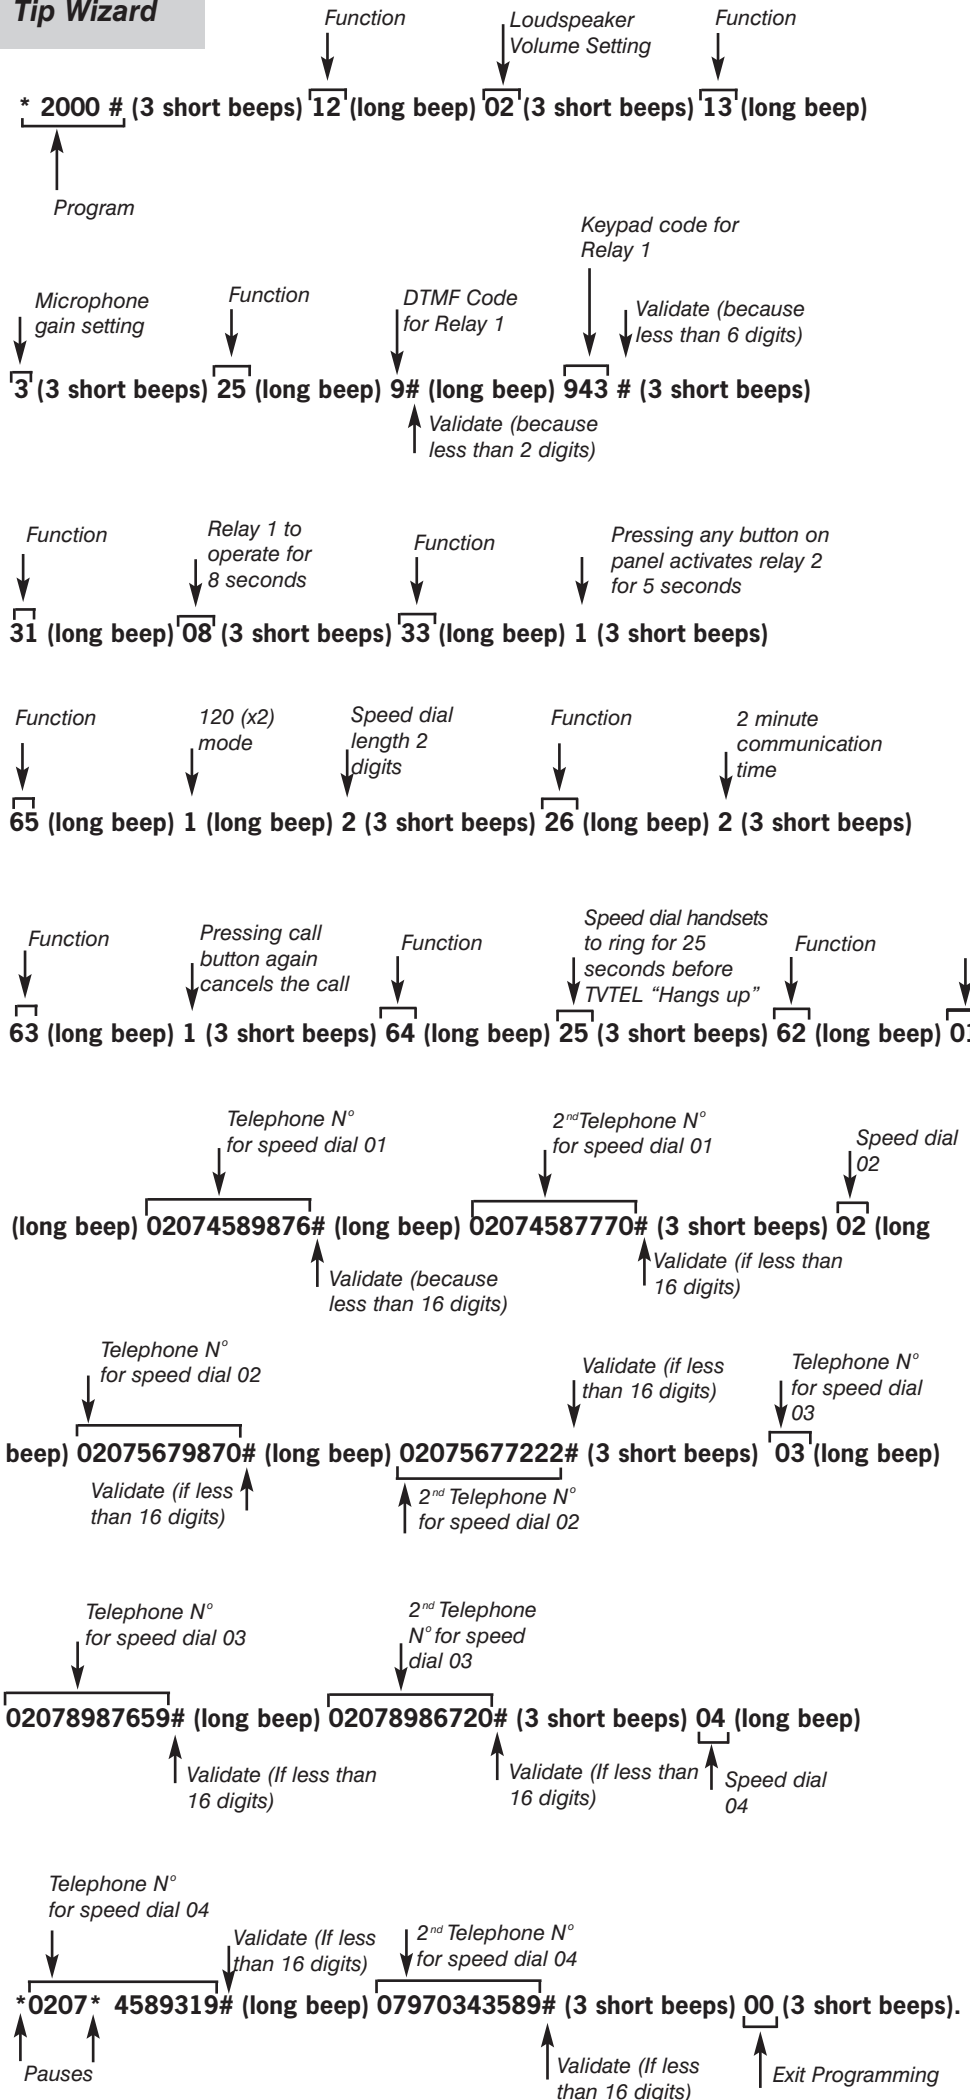 Tip Wizard
Function
Loudspeaker
Volume Setting
Function
* 2000 # (3 short beeps) 12 (long beep) 02 (3 short beeps) 13 (long beep)
Program
Keypad code for
Relay 1
Microphone
gain setting
Function
DTMF Code
for Relay 1
Validate (because
less than 6 digits)
3 (3 short beeps) 25 (long beep) 9# (long beep) 943 # (3 short beeps)
Validate (because
less than 2 digits)
Function
Relay 1 to
operate for
8 seconds
Function
Pressing any button on
panel activates relay 2
for 5 seconds
31 (long beep) 08 (3 short beeps) 33 (long beep) 1 (3 short beeps)
Function
120 (x2)
mode
Speed dial
length 2
digits
Function
2 minute
communication
time
65 (long beep) 1 (long beep) 2 (3 short beeps) 26 (long beep) 2 (3 short beeps)
Function
Pressing call
button again
cancels the call
Function
Speed dial handsets
to ring for 25
seconds before
TVTEL “Hangs up”
Function
63 (long beep) 1 (3 short beeps) 64 (long beep) 25 (3 short beeps) 62 (long beep) 01
Telephone N°
for speed dial 01
2nd Telephone N°
for speed dial 01
Speed dial
02
(long beep) 02074589876# (long beep) 02074587770# (3 short beeps) 02 (long
Validate (because
less than 16 digits)
Validate (if less than
16 digits)
Telephone N°
for speed dial 02
Validate (if less
than 16 digits)
Telephone N°
for speed dial
03
beep) 02075679870# (long beep) 02075677222# (3 short beeps) 03 (long beep)
Validate (if less
than 16 digits)
2nd Telephone N°
for speed dial 02
Telephone N°
for speed dial 03
2nd Telephone
N° for speed
dial 03
02078987659# (long beep) 02078986720# (3 short beeps) 04 (long beep)
Validate (If less than
16 digits)
Validate (If less than
16 digits)
Speed dial
04
Telephone N°
for speed dial 04
Validate (If less
than 16 digits)
2nd Telephone N°
for speed dial 04
*0207* 4589319# (long beep) 07970343589# (3 short beeps) 00 (3 short beeps).
Pauses
Validate (If less
than 16 digits)
Exit Programming